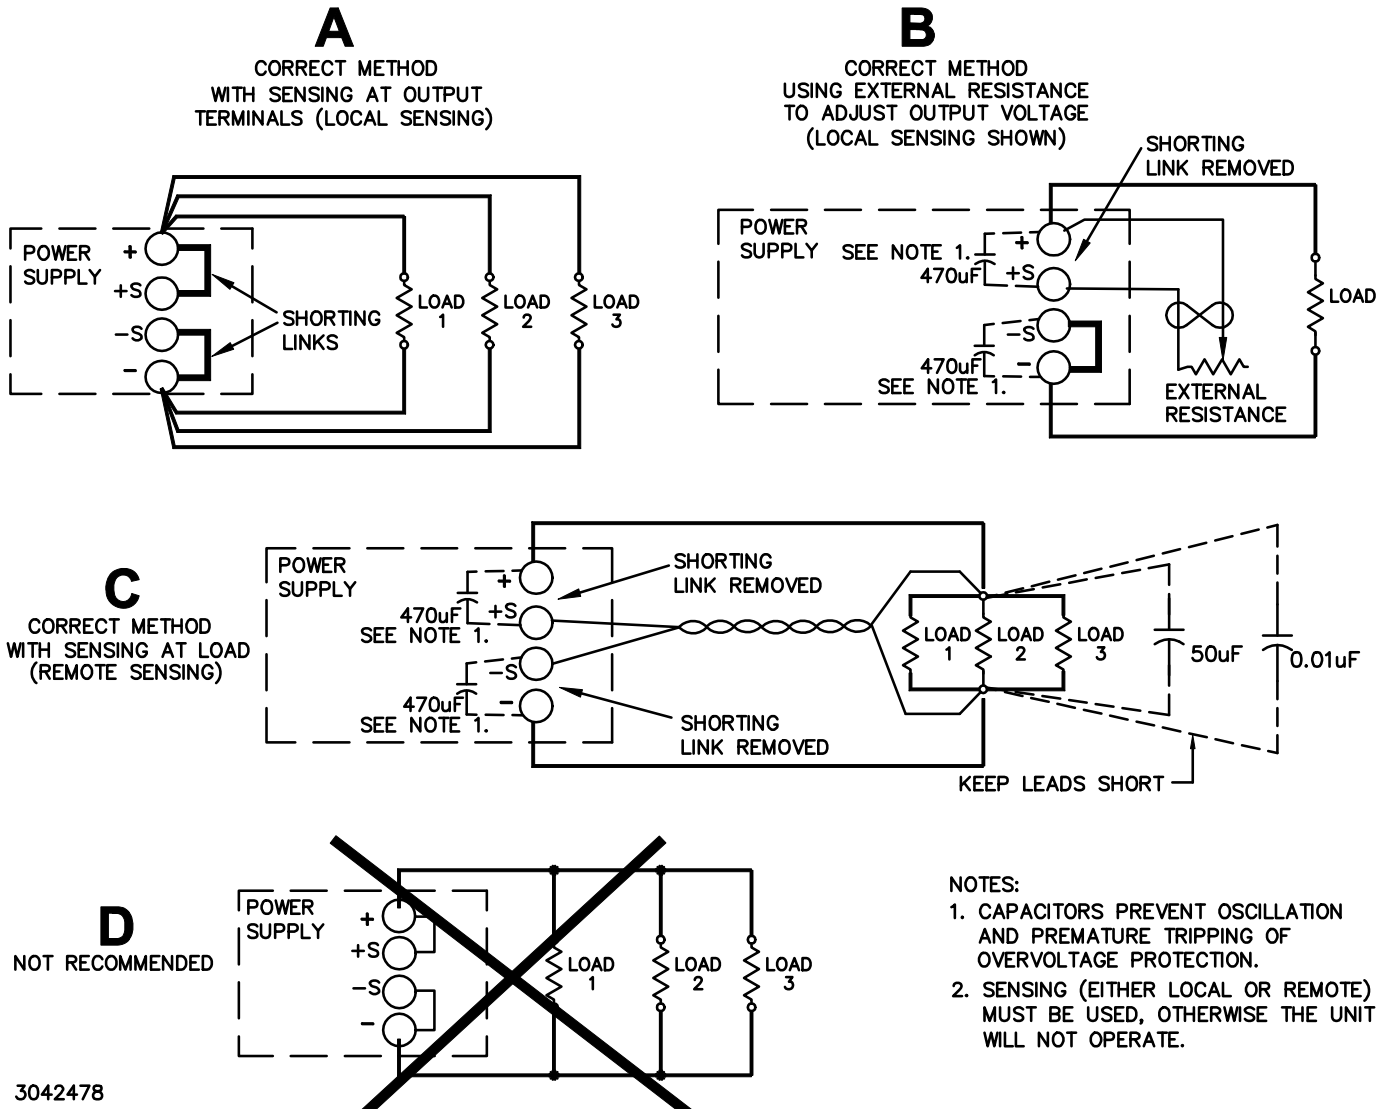 A
CORRECT METHOD
WITH SENSING AT OUTPUT
TERMINALS (LOCAL SENSING)
POWER
SUPPLY
+
+S
-S
-
SHORTING
LINKS
LOAD
1
LOAD
2
LOAD
3
B
CORRECT METHOD
USING EXTERNAL RESISTANCE
TO ADJUST OUTPUT VOLTAGE
(LOCAL SENSING SHOWN)
SHORTING
LINK REMOVED
POWER
SUPPLY
SEE NOTE 1.
470uF
+
+S
-S
-
470uF
SEE NOTE 1.
EXTERNAL
RESISTANCE
LOAD
C
CORRECT METHOD
WITH SENSING AT LOAD
(REMOTE SENSING)
POWER
SUPPLY
+
470uF
+S
SEE NOTE 1.
-S
470uF
-
SEE NOTE 1.
SHORTING
LINK REMOVED
SHORTING
LINK REMOVED
LOAD
1
LOAD
2
LOAD
3
50uF
0.01uF
KEEP LEADS SHORT
D
NOT RECOMMENDED
POWER
SUPPLY
+
+S
-S
-
LOAD
1
LOAD
2
LOAD
3
NOTES:
1. CAPACITORS PREVENT OSCILLATION
AND PREMATURE TRIPPING OF
OVERVOLTAGE PROTECTION.
2. SENSING (EITHER LOCAL OR REMOTE)
MUST BE USED, OTHERWISE THE UNIT
WILL NOT OPERATE.
3042478